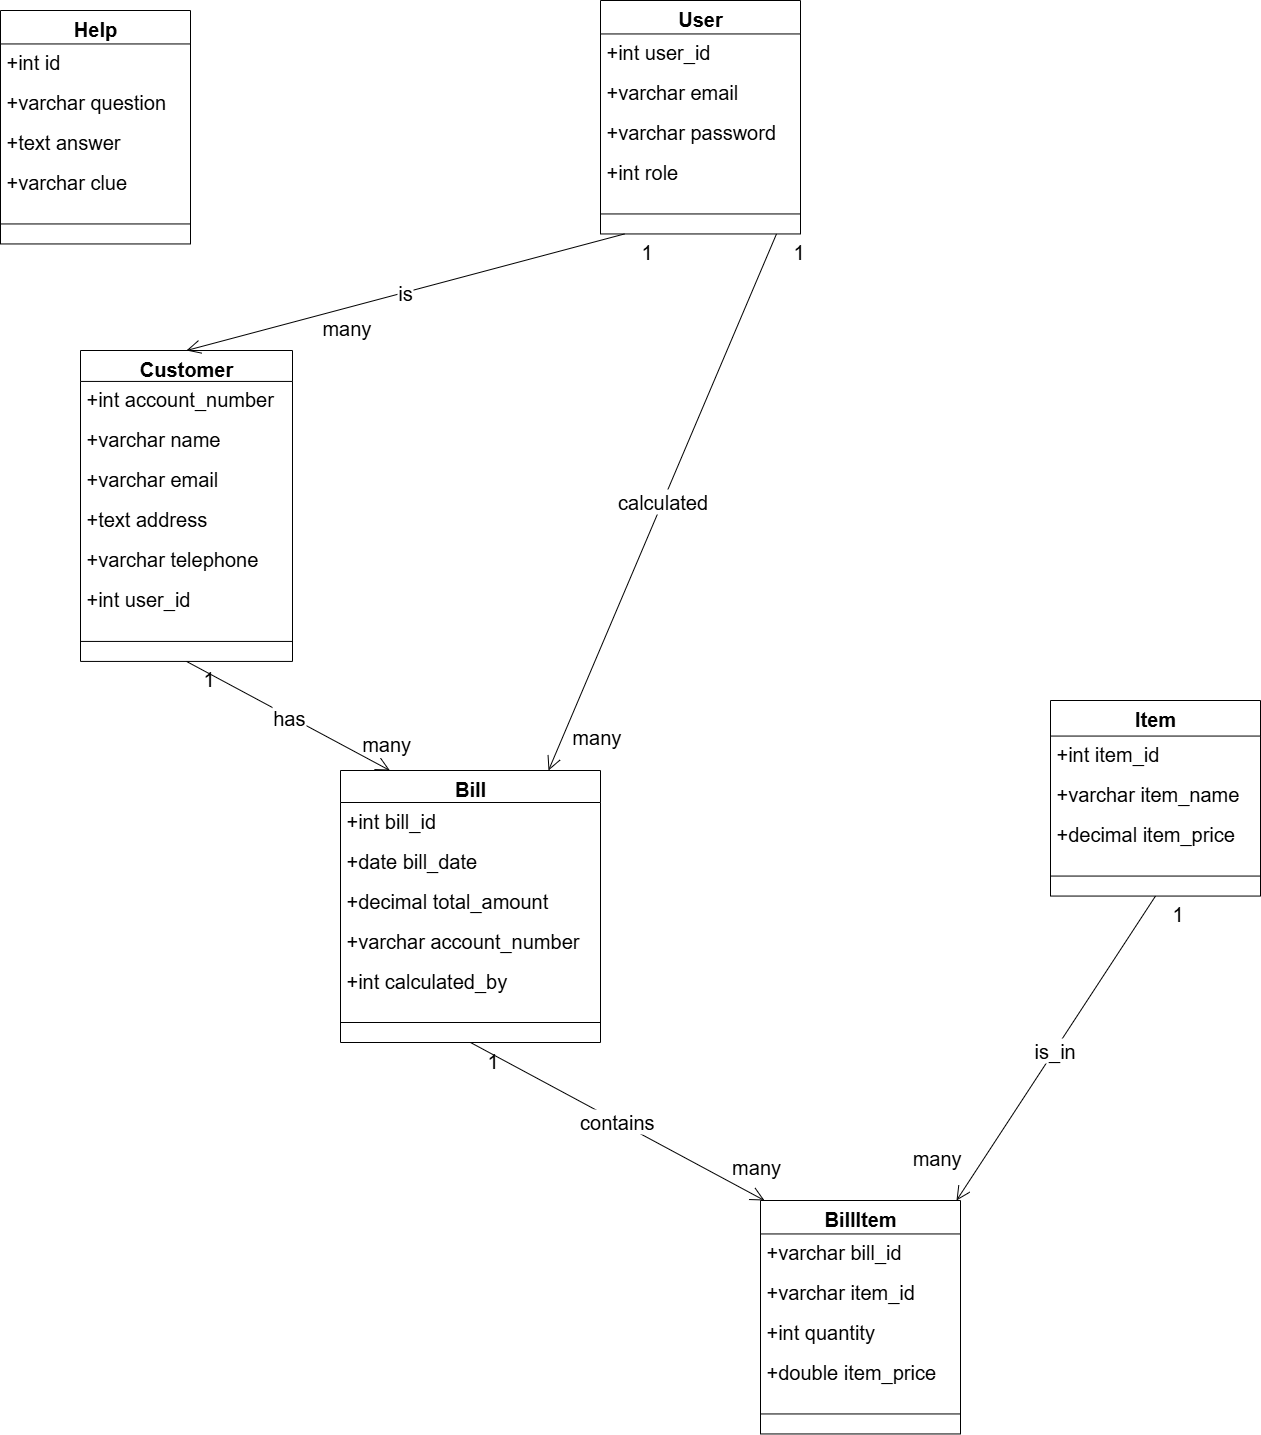 Help
+int id
+varchar question
+text answer
+varchar clue
User
+int user_id
+varchar email
+varchar password
+int role
1
1
is
many
Customer
+int account_number
+varchar name
+varchar email
+text address
+varchar telephone
+int user_id
calculated
1
has
many
many
Bill
+int bill_id
+date bill_date
+decimal total_amount
+varchar account_number
+int calculated_by
Item
+int item_id
+varchar item_name
+decimal item_price
1
1
is_in
contains
many
many
BillItem
+varchar bill_id
+varchar item_id
+int quantity
+double item_price